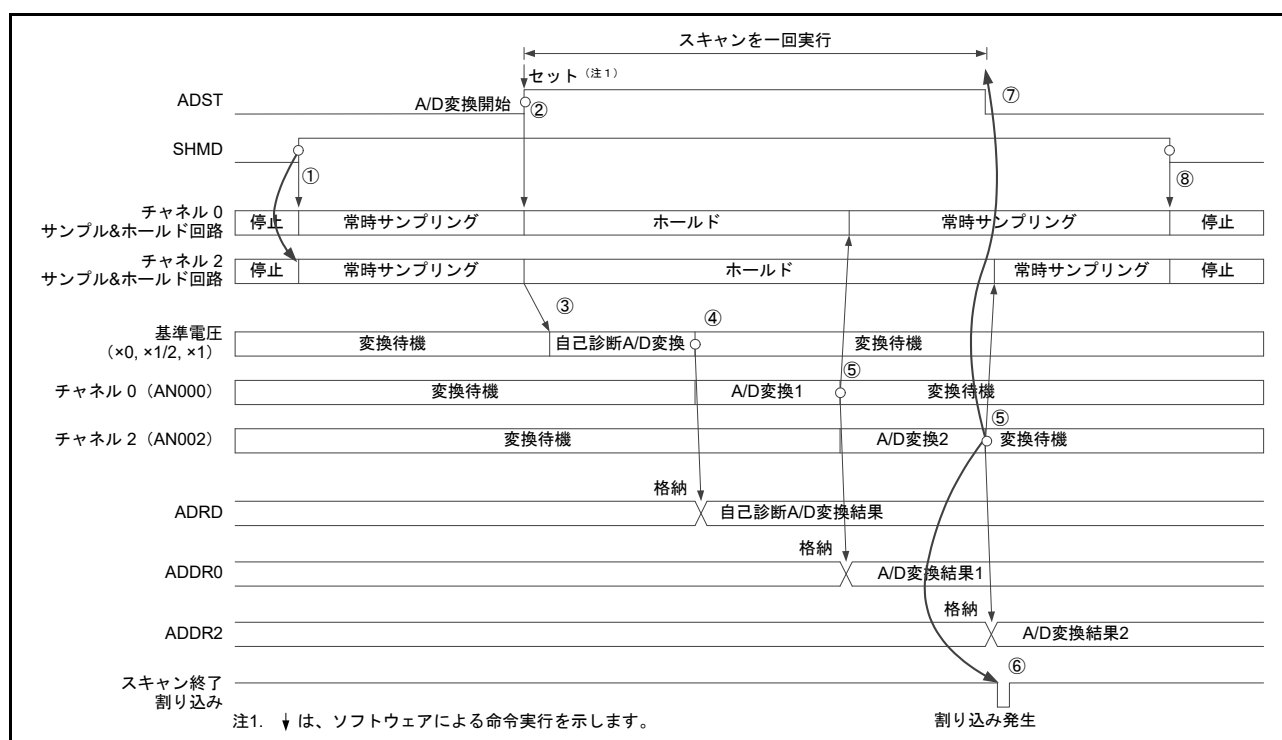 スキャンを一回実行
セット（注1）
ADST
A/D変換開始
②
⑦
SHMD
①
⑧
チャネル 0
サンプル&ホールド回路
停止
常時サンプリング
ホールド
常時サンプリング
停止
チャネル 2
サンプル&ホールド回路
停止
常時サンプリング
ホールド
常時サンプリング
停止
③
④
基準電圧
（×0, ×1/2, ×1）
変換待機
自己診断A/D変換
変換待機
⑤
チャネル 0（AN000）
変換待機
A/D変換1
変換待機
⑤
チャネル 2（AN002）
変換待機
A/D変換2
変換待機
格納
ADRD
自己診断A/D変換結果
格納
ADDR0
A/D変換結果1
格納
ADDR2
A/D変換結果2
⑥
スキャン終了
割り込み
注1. は、ソフトウェアによる命令実行を示します。
割り込み発生